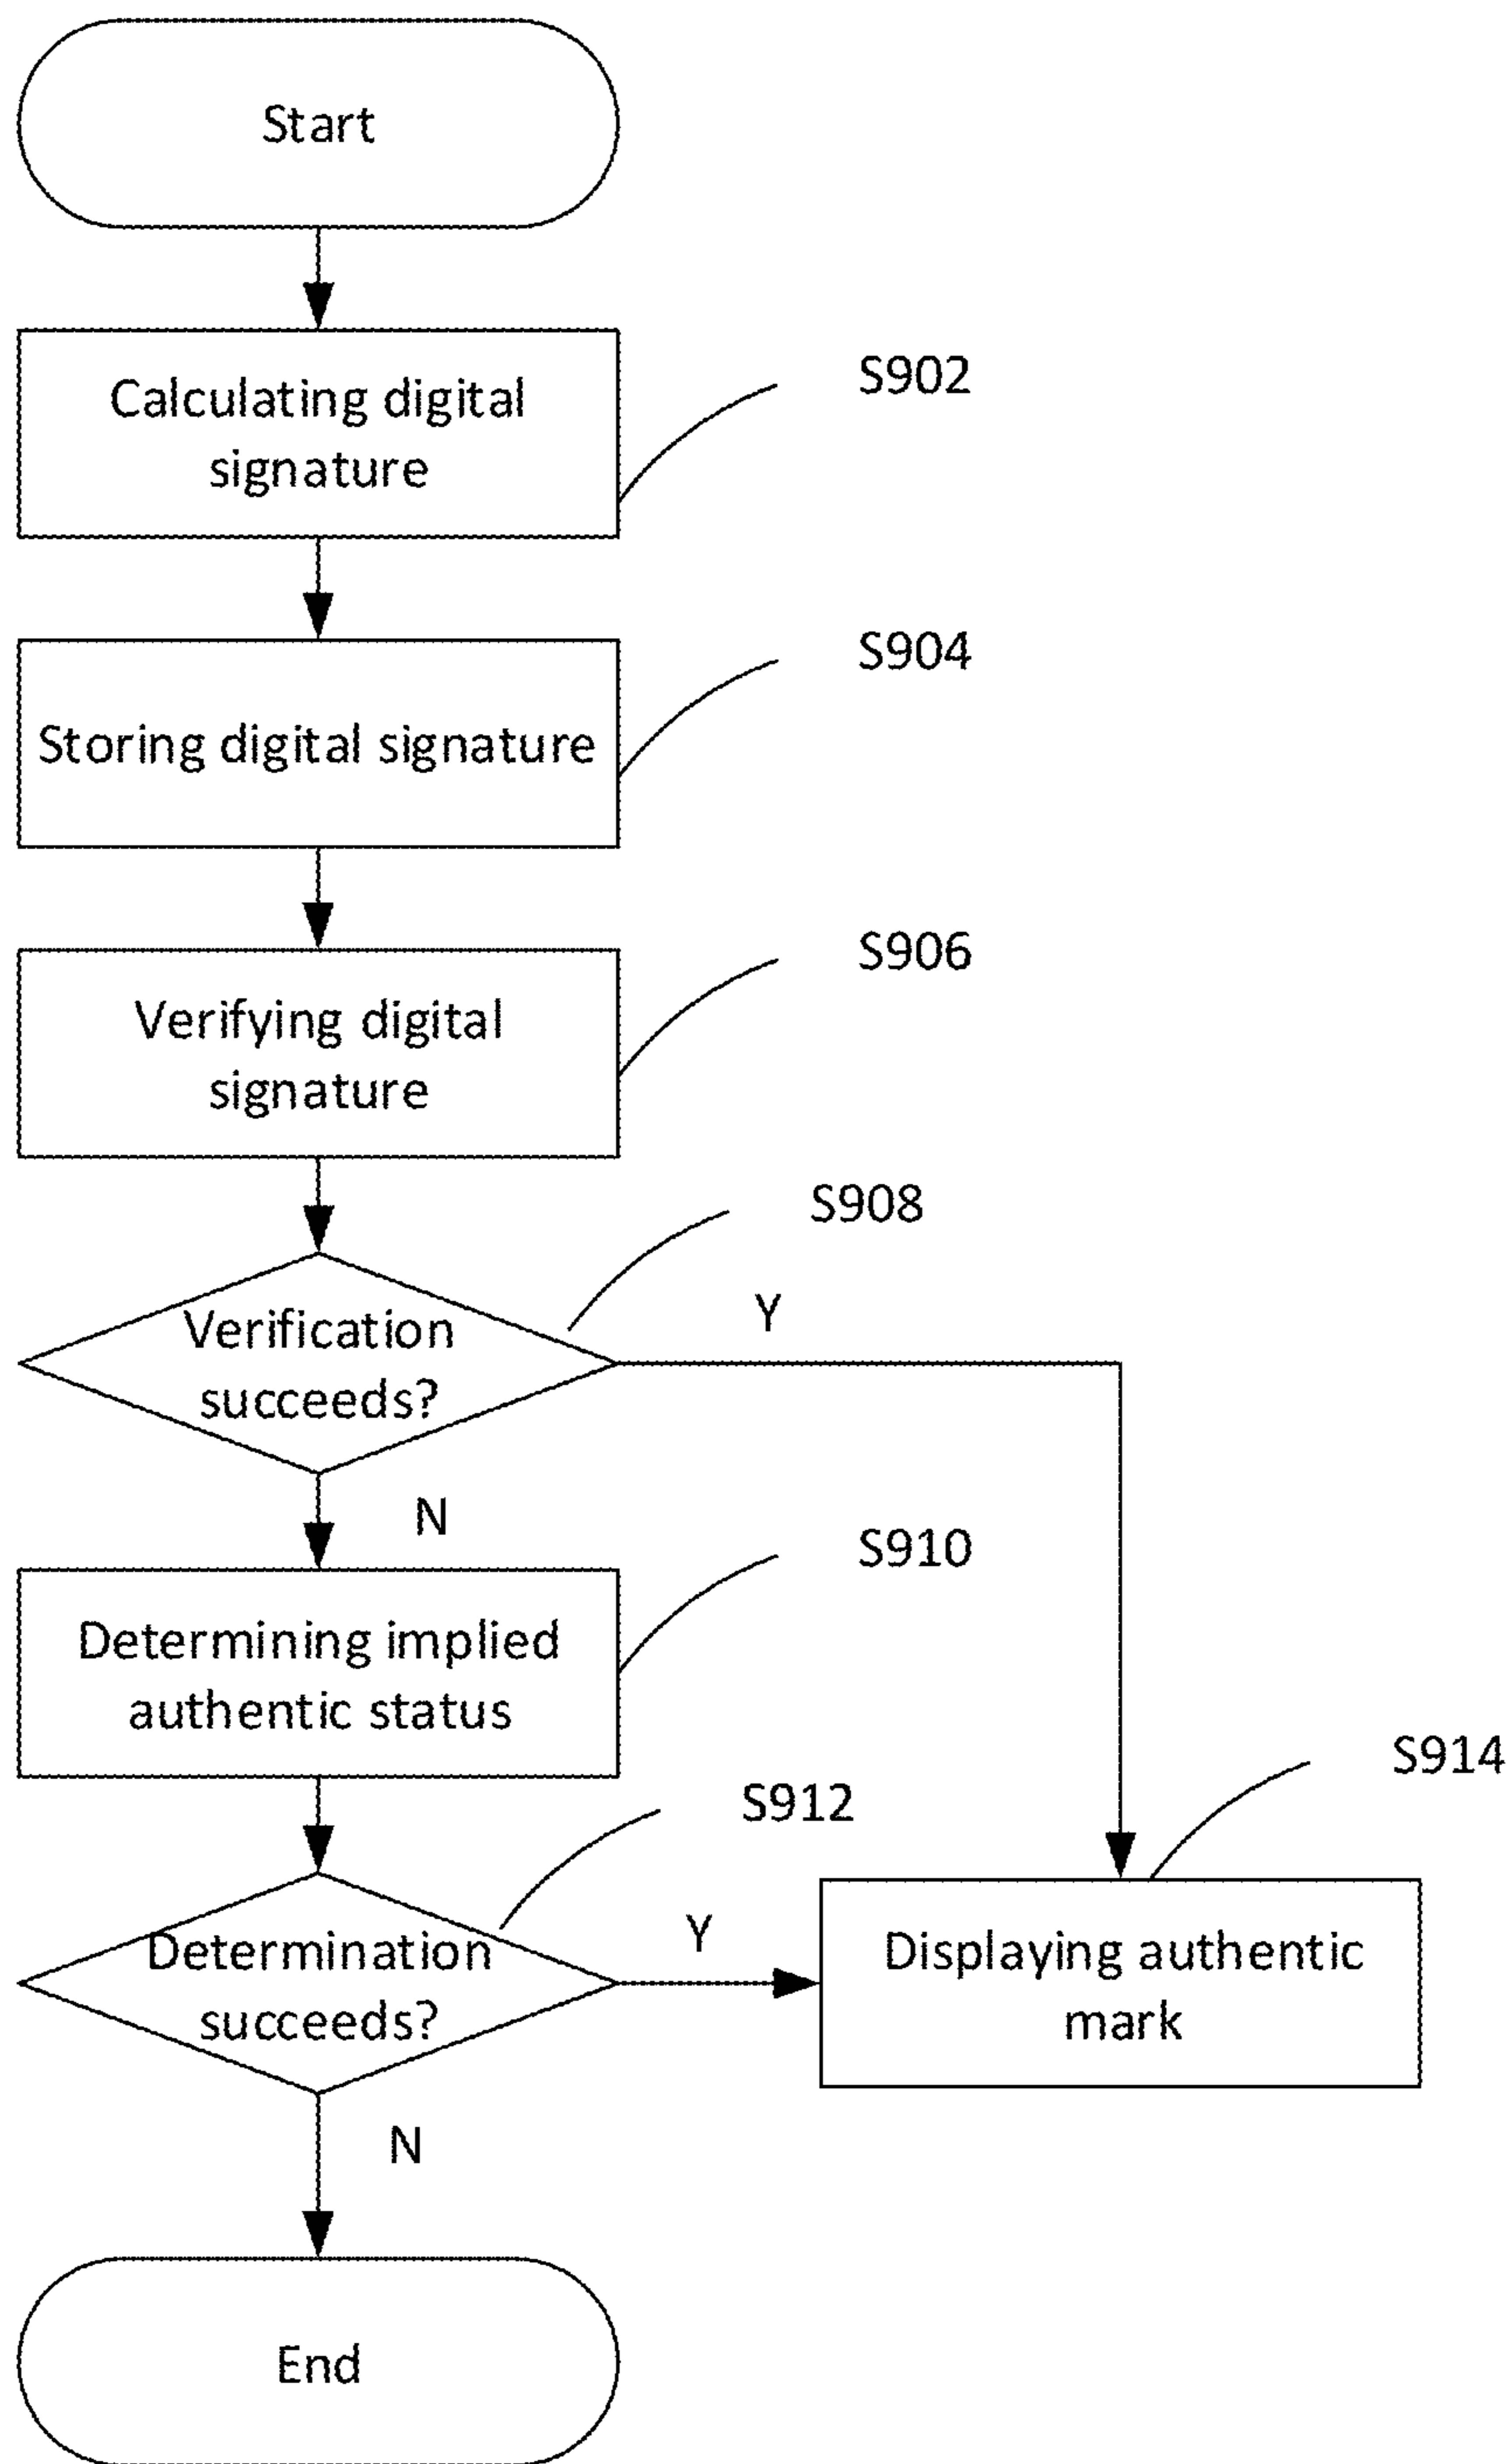 Start
Calculating digital
signature
S902
Storing digital signature
S904
Verifying digital
signature
S906
Verification
succeeds?
S908
Y
N
Determining implied
authentic status
S910
Determination
succeeds?
S912
Y
Displaying authentic
mark
S914
N
End